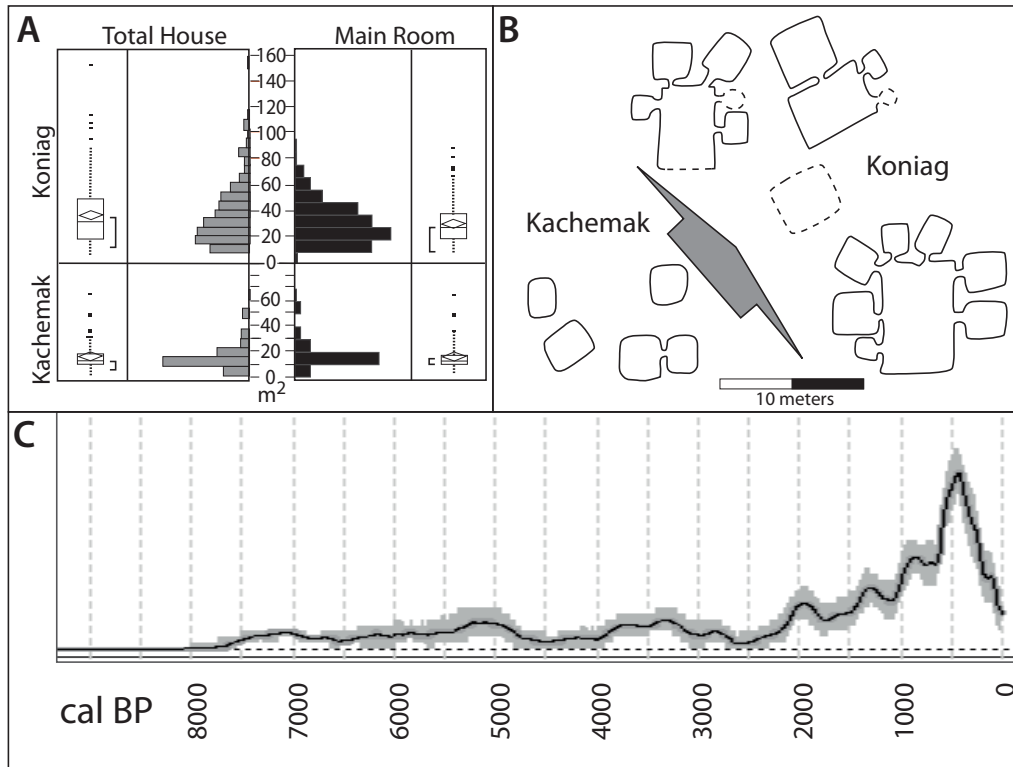 A
Total House
Main Room
Koniag
160
140
120
100
80
60
40
20
0
Kachemak
60
40
20
0
m2
B
Koniag
Kachemak
10 meters
C
cal BP
8000
7000
6000
5000
4000
3000
2000
1000
0